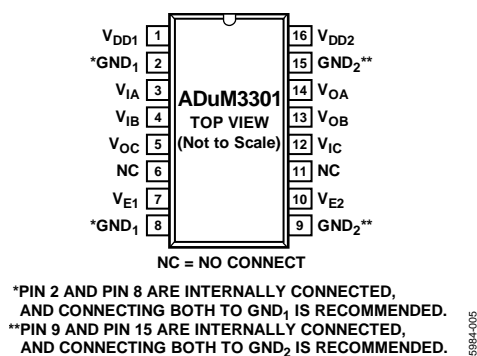 VDD1 1 16 VDD2
*GND1 2 15 GND2**
VIA 3 14 VOA
VIB 4 13 VOB
VOC 5 12 VIC
NC 6 11 NC
VE1 7 10 VE2
*GND1 8 9 GND2**
ADuM3301
TOP VIEW
(Not to Scale)
NC = NO CONNECT
*PIN 2 AND PIN 8 ARE INTERNALLY CONNECTED,
AND CONNECTING BOTH TO GND1 IS RECOMMENDED.
**PIN 9 AND PIN 15 ARE INTERNALLY CONNECTED,
AND CONNECTING BOTH TO GND2 IS RECOMMENDED.
5984-005